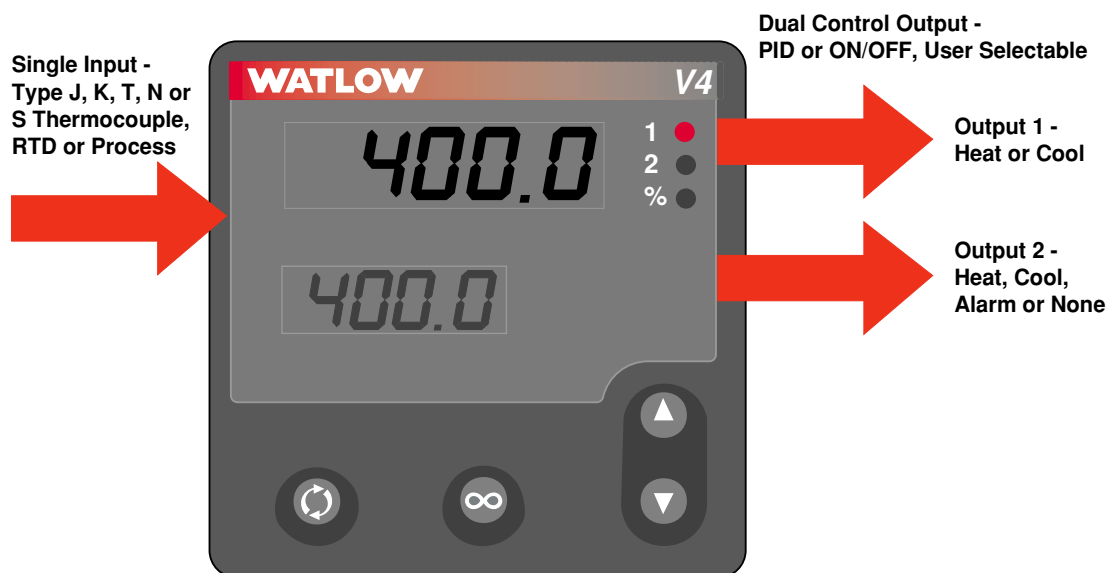 Single Input -
Type J, K, T, N or
S Thermocouple,
RTD or Process
WATLOW
V4
400.0
1
2
%
400.0
Dual Control Output -
PID or ON/OFF, User Selectable
Output 1 -
Heat or Cool
Output 2 -
Heat, Cool,
Alarm or None